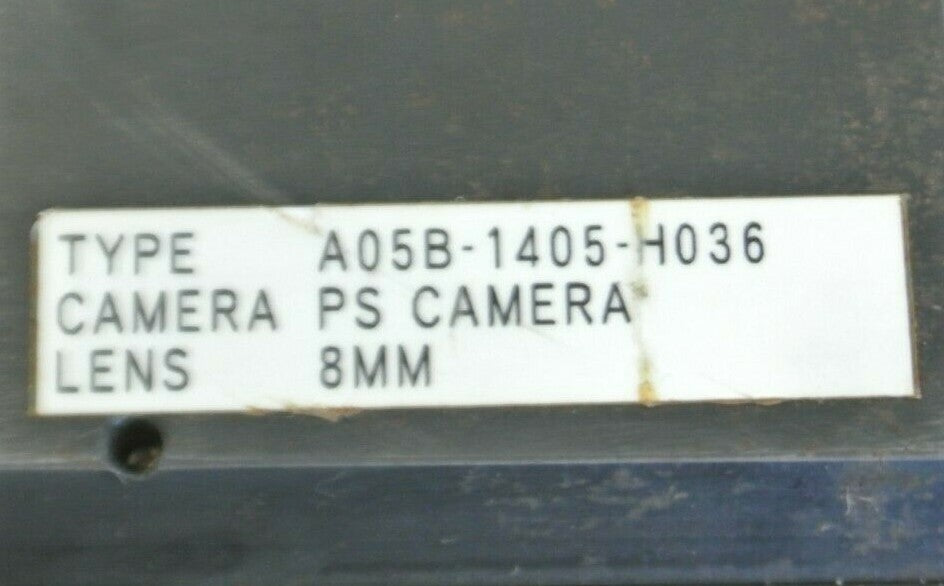 TYPE A05B-1405-H036
CAMERA PS CAMERA
LENS 8MM